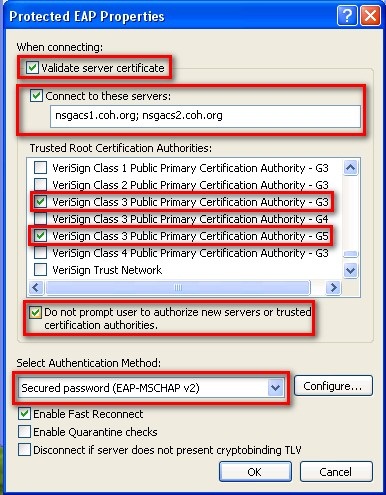 Protected EAP Properties
When connecting:
Validate server certificate
Connect to these servers:
nsgacs1.coh.org; nsgacs2.coh.org
Trusted Root Certification Authorities:
VeriSign Class 1 Public Primary Certification Authority - G3
VeriSign Class 2 Public Primary Certification Authority - G3
VeriSign Class 3 Public Primary Certification Authority - G3
VeriSign Class 3 Public Primary Certification Authority - G4
VeriSign Class 3 Public Primary Certification Authority - G5
VeriSign Class 4 Public Primary Certification Authority - G3
VeriSign Trust Network
Do not prompt user to authorize new servers or trusted
certification authorities.
Select Authentication Method:
Secured password (EAP-MSCHAP v2)
Configure...
Enable Fast Reconnect
Enable Quarantine checks
Disconnect if server does not present cryptobinding TLV
OK
Cancel